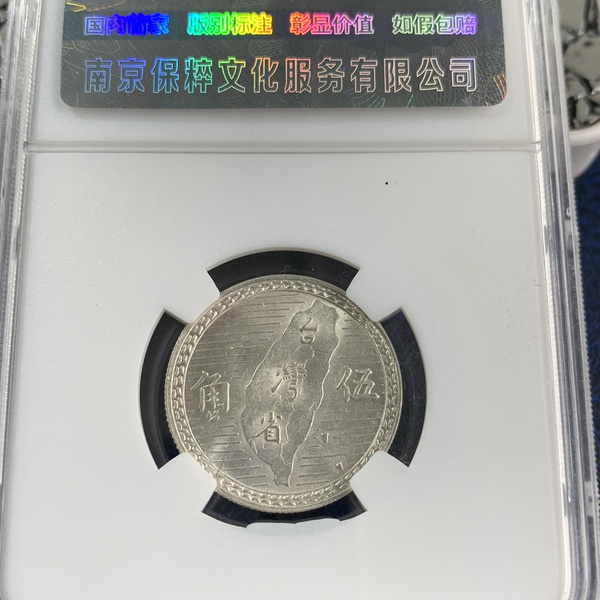 国内管家 版别标注 彰显价值 如假包赔
南京保粹文化服务有限公司
台
角 灣 伍
省